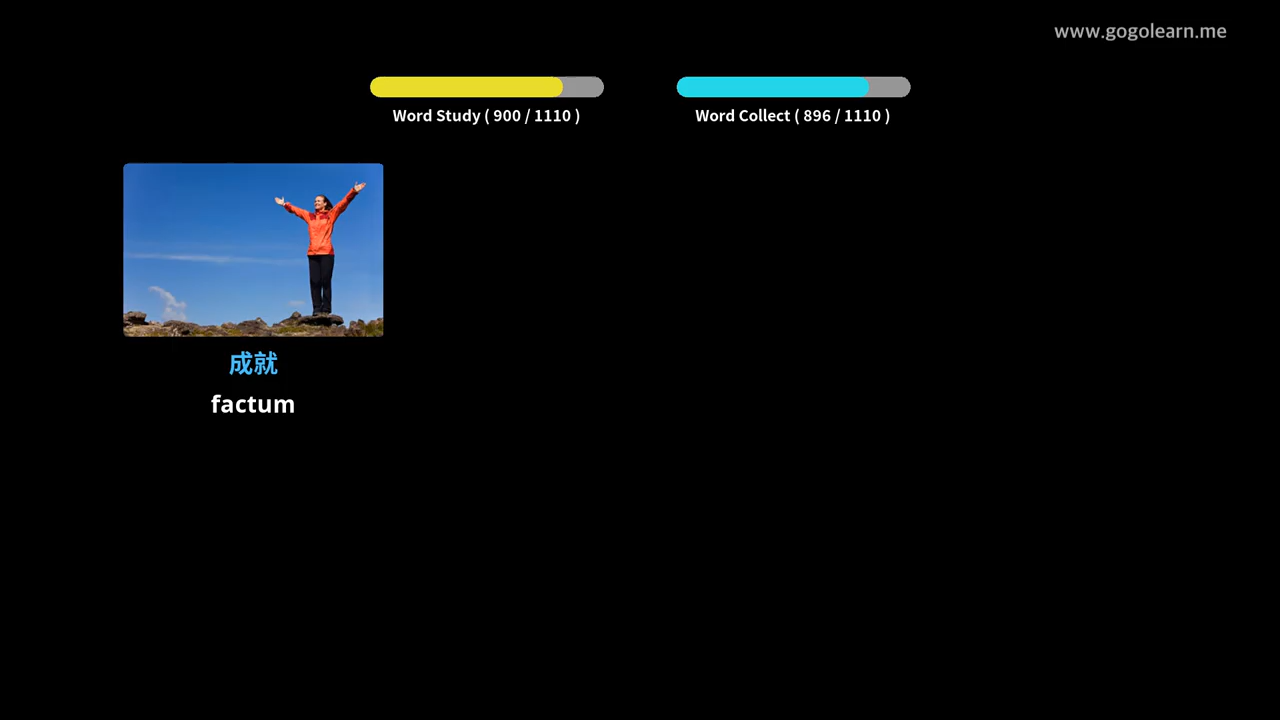 www.gogolearn.me
Word Study ( 900 / 1110 )
Word Collect ( 896 / 1110 )
成就
factum